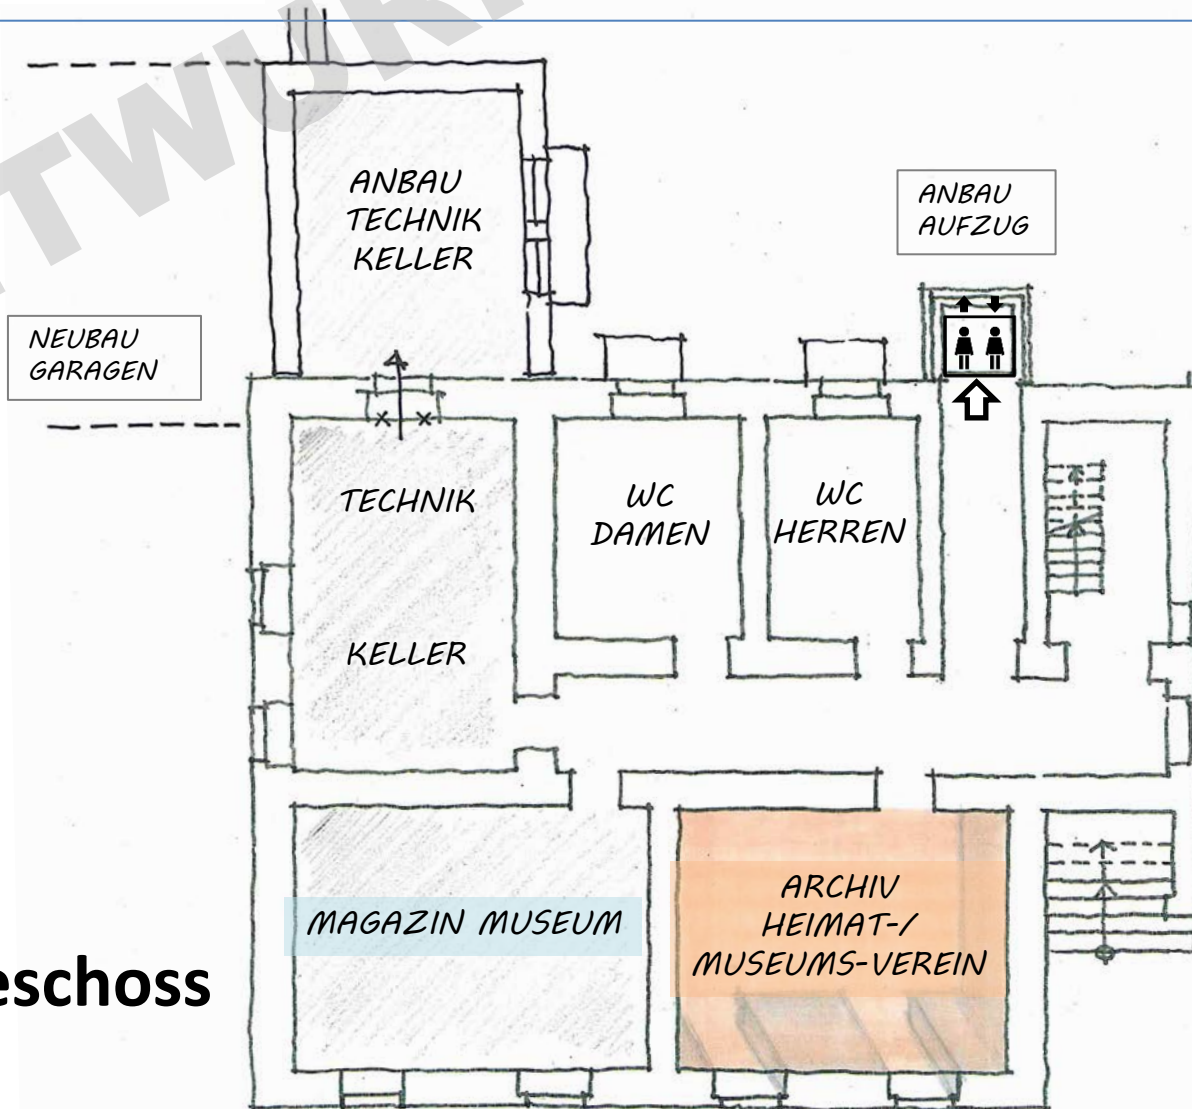 ANBAU
TECHNIK
KELLER
ANBAU
AUFZUG
NEUBAU
GARAGEN
TECHNIK
KELLER
WC
DAMEN
WC
HERREN
MAGAZIN MUSEUM
ARCHIV
HEIMAT-/
MUSEUMS-VEREIN